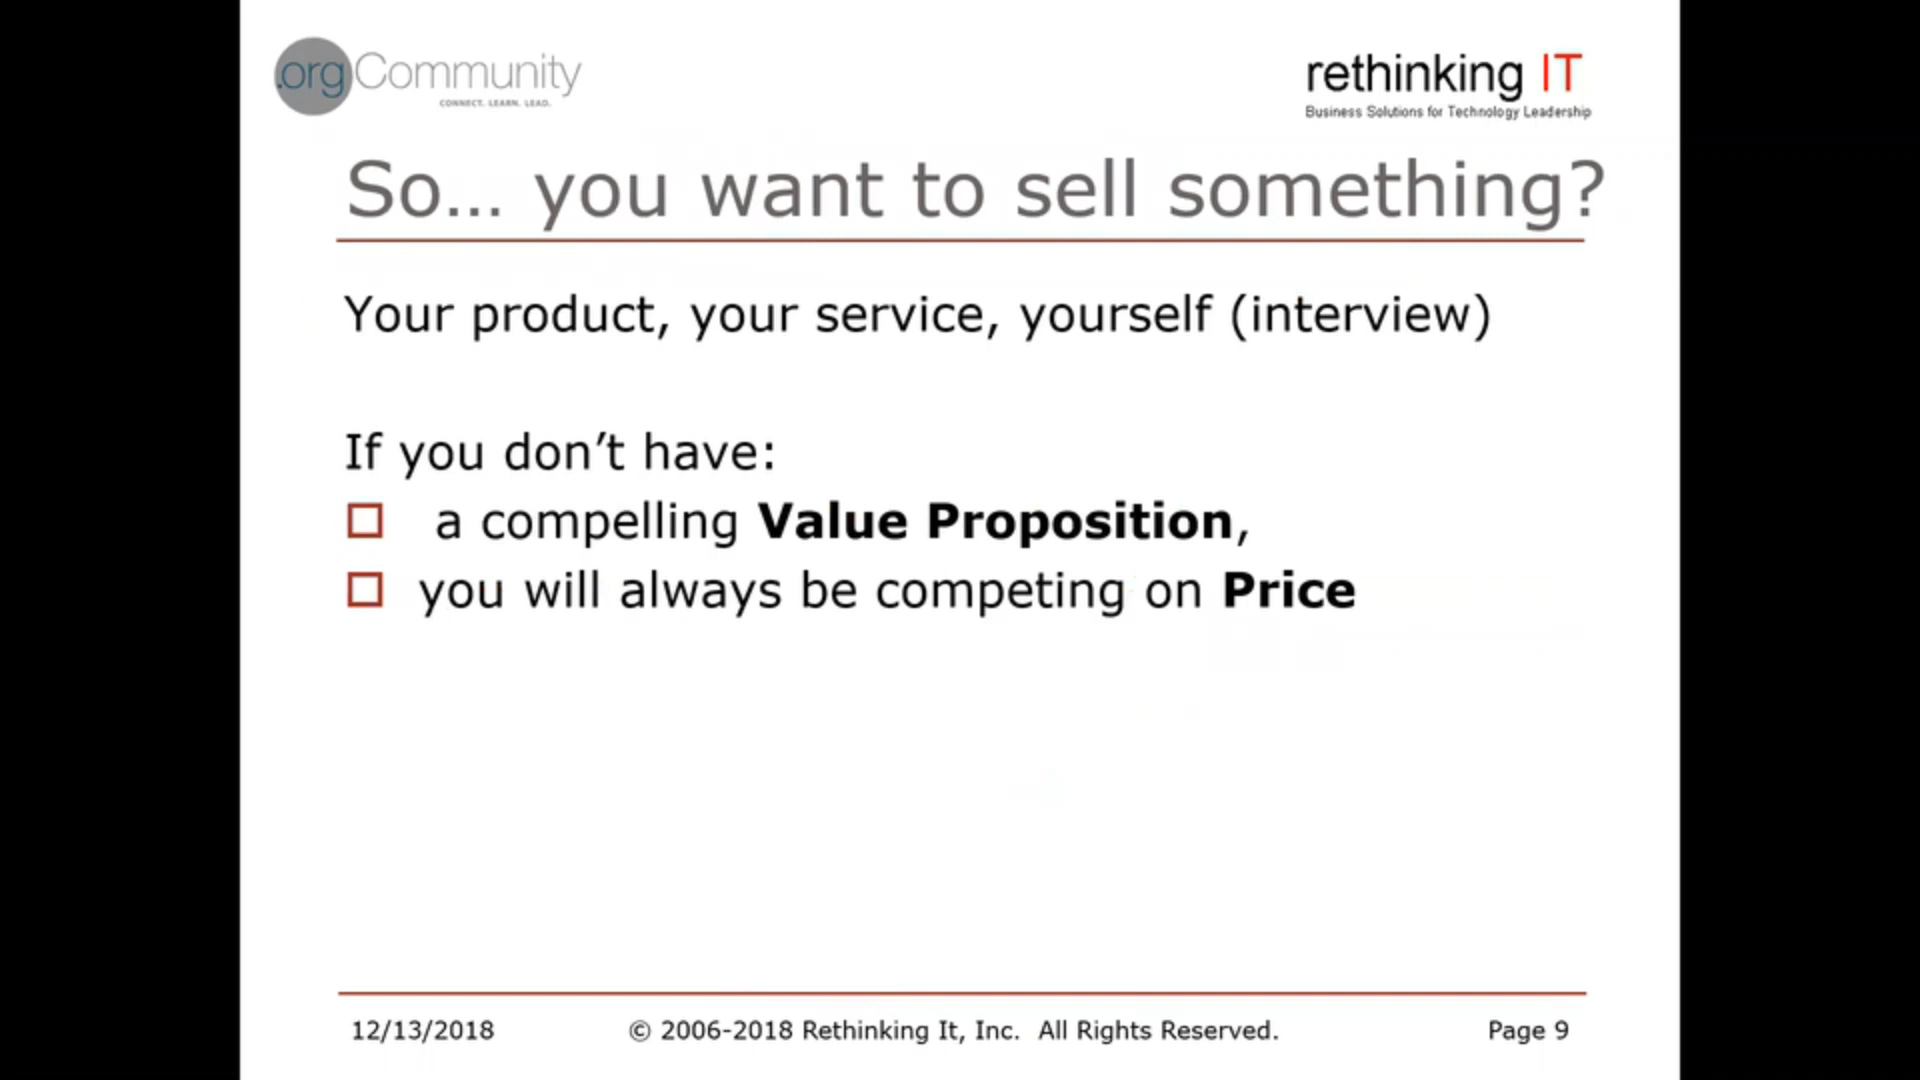 .orgCommunity
CONNECT. LEARN. LEAD.
rethinking IT
Business Solutions for Technology Leadership
So... you want to sell something?
Your product, your service, yourself (interview)
If you don’t have:
a compelling Value Proposition,
you will always be competing on Price
12/13/2018
© 2006-2018 Rethinking It, Inc. All Rights Reserved.
Page 9